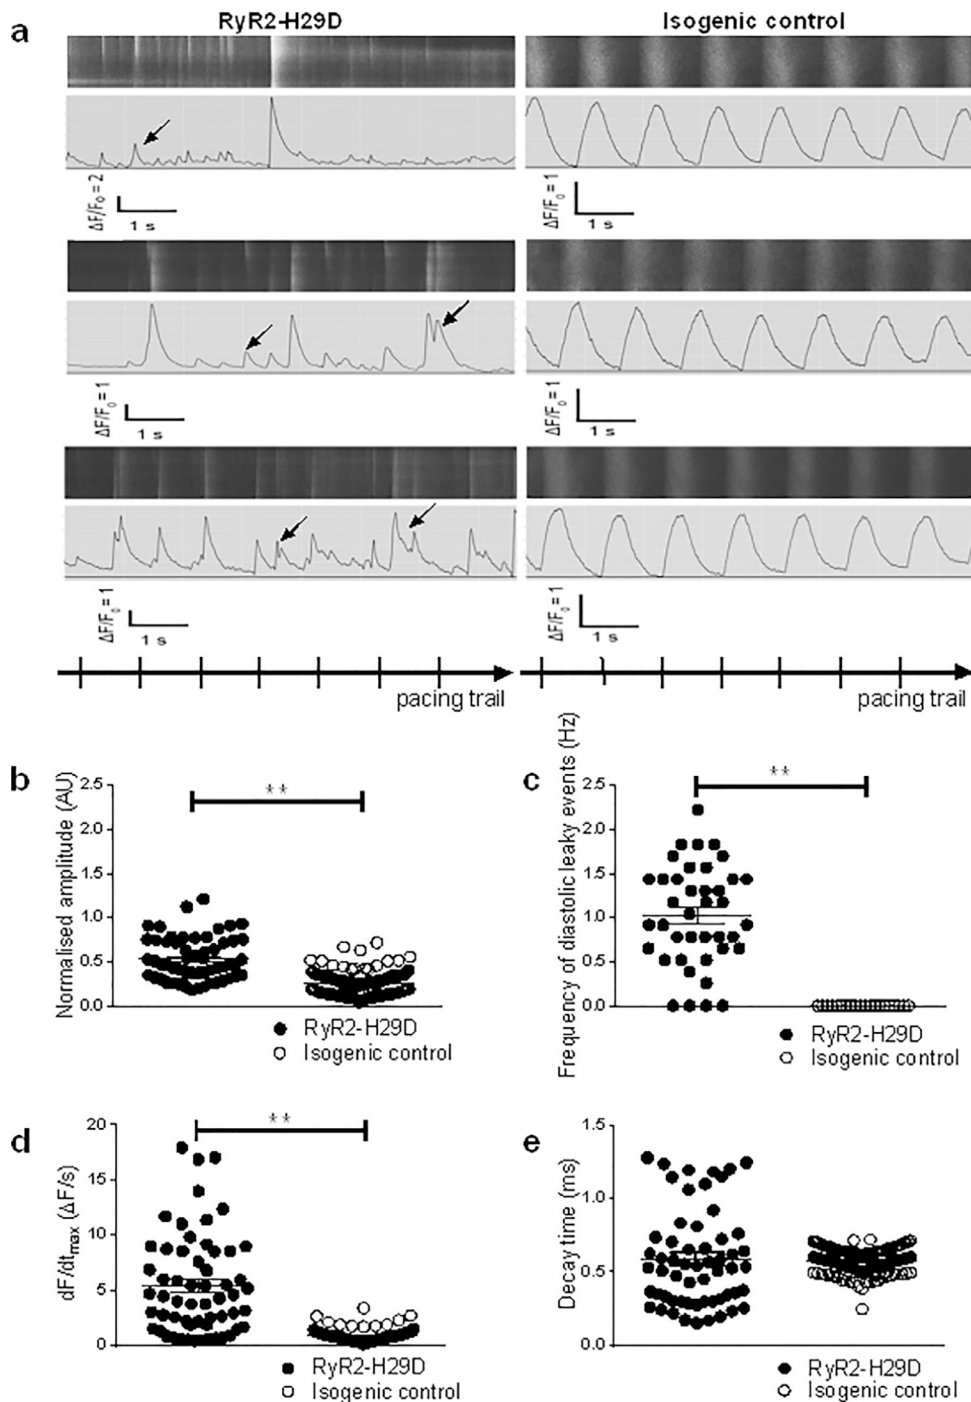 a
RyR2-H29D
Isogenic control
ΔF/F₀ = 2
1 s
ΔF/F₀ = 1
1 s
ΔF/F₀ = 1
1 s
ΔF/F₀ = 1
1 s
ΔF/F₀ = 1
1 s
ΔF/F₀ = 1
1 s
pacing trail
pacing trail
b
Normalised amplitude (AU)
2.5
2.0
1.5
1.0
0.5
0.0
**
RyR2-H29D
Isogenic control
c
Frequency of diastolic leaky events (Hz)
2.5
2.0
1.5
1.0
0.5
0.0
**
RyR2-H29D
Isogenic control
d
dF/dtmax (ΔF/s)
20
15
10
5
0
**
RyR2-H29D
Isogenic control
e
Decay time (ms)
1.5
1.0
0.5
0.0
RyR2-H29D
Isogenic control